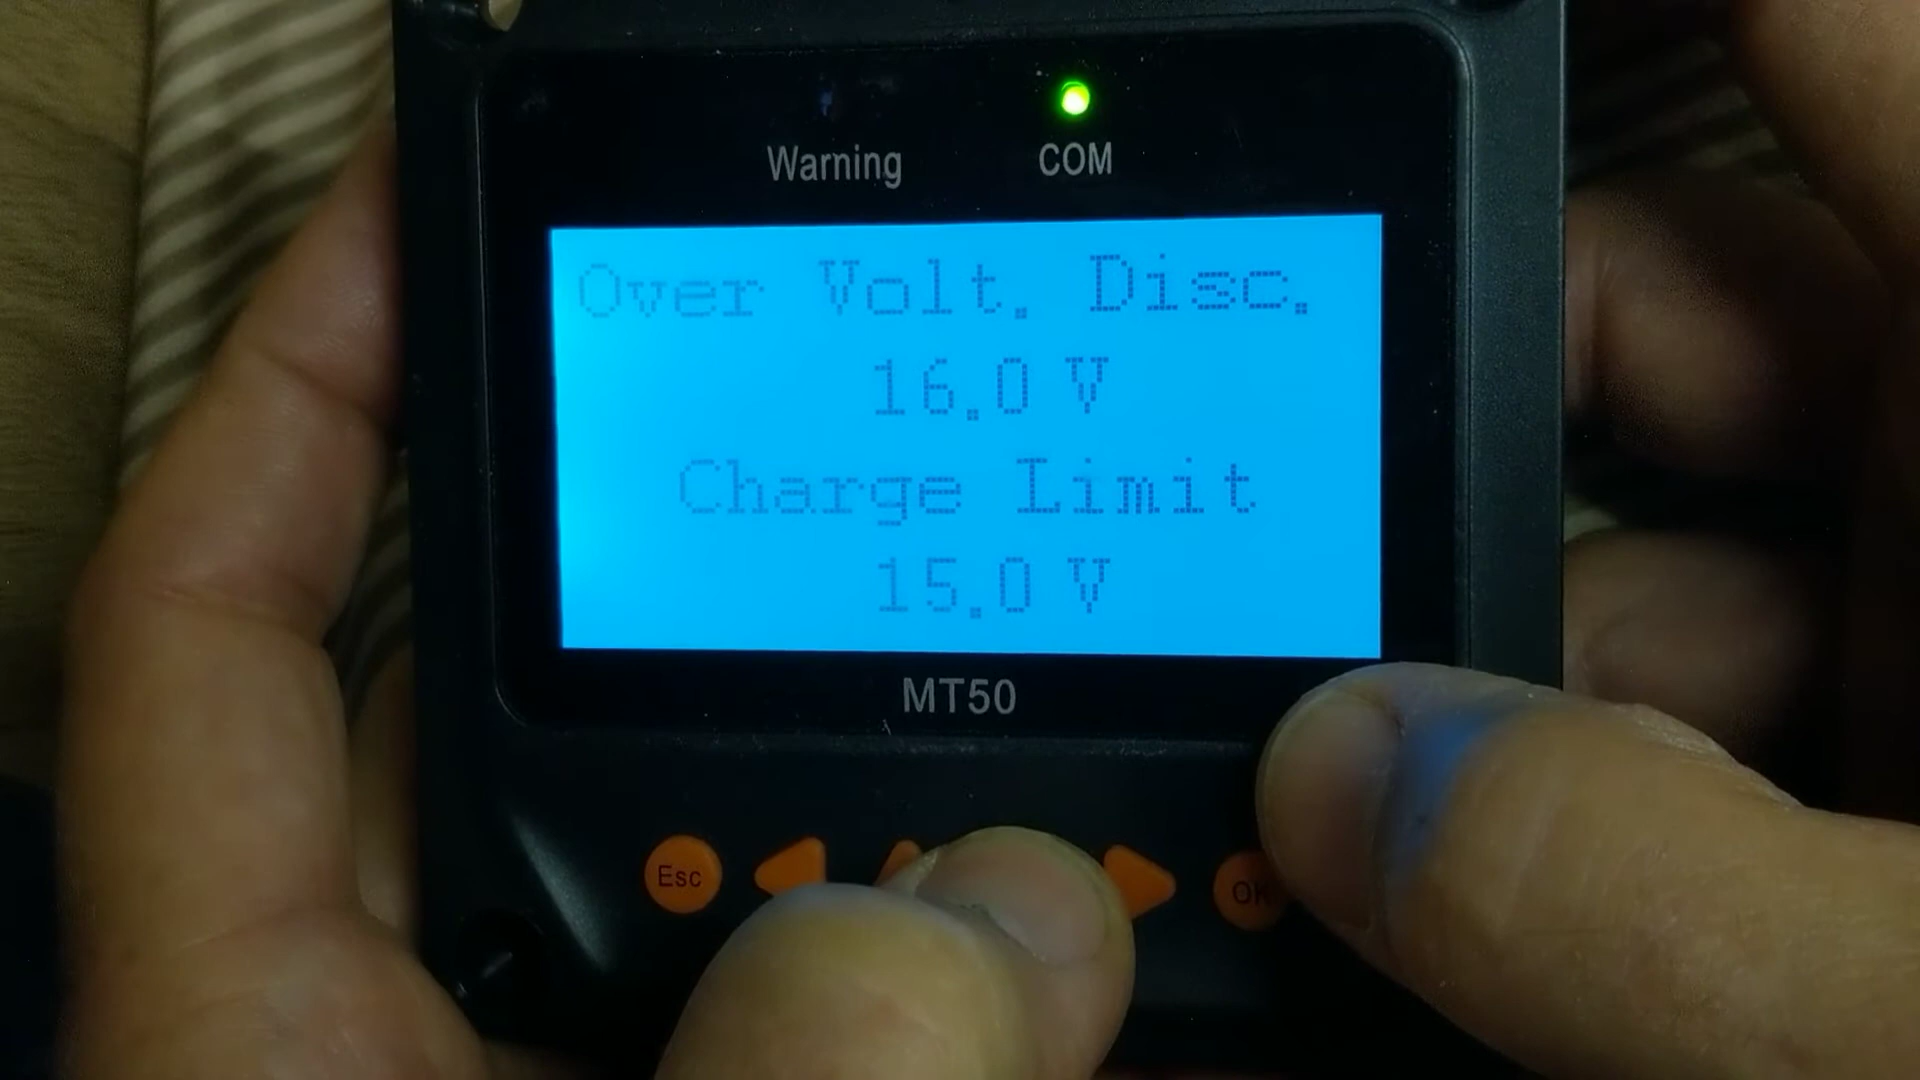 Warning COM
Over Volt. Disc.
16.0 V
Charge Limit
15.0 V
MT50
Esc OK